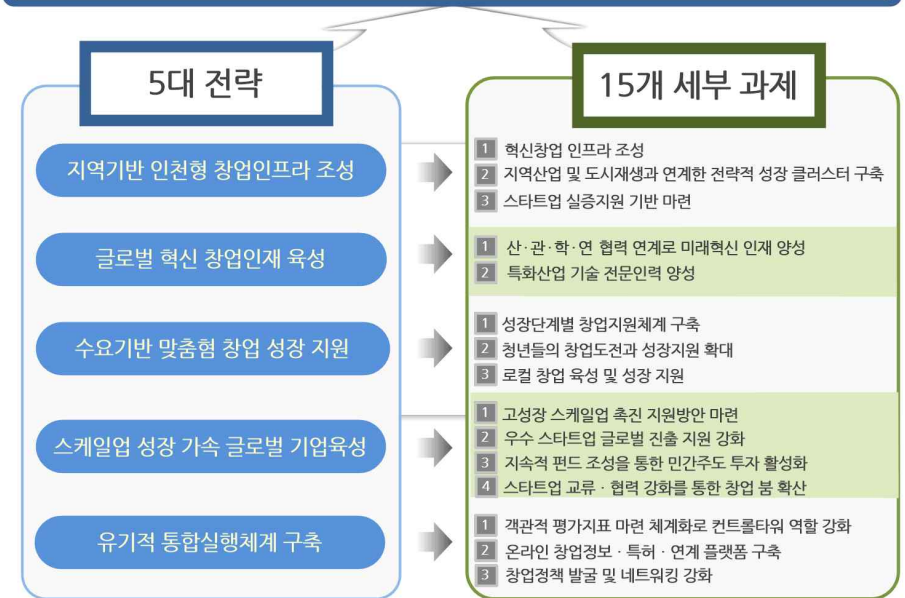 5대 전략
15개 세부 과제
지역기반 인천형 창업인프라 조성
1 혁신창업 인프라 조성
2 지역산업 및 도시재생과 연계한 전략적 성장 클러스터 구축
3 스타트업 실증지원 기반 마련
글로벌 혁신 창업인재 육성
1 산·관·학·연 협력 연계로 미래혁신 인재 양성
2 특화산업 기술 전문인력 양성
수요기반 맞춤혐 창업 성장 지원
1 성장단계별 창업지원체계 구축
2 청년들의 창업도전과 성장지원 확대
3 로컬 창업 육성 및 성장 지원
스케일업 성장 가속 글로벌 기업육성
1 고성장 스케일업 촉진 지원방안 마련
2 우수 스타트업 글로벌 진출 지원 강화
3 지속적 펀드 조성을 통한 민간주도 투자 활성화
4 스타트업 교류·협력 강화를 통한 창업 붐 확산
유기적 통합실행체계 구축
1 객관적 평가지표 마련 체계화로 컨트롤타워 역할 강화
2 온라인 창업정보·특허·연계 플랫폼 구축
3 창업정책 발굴 및 네트워킹 강화